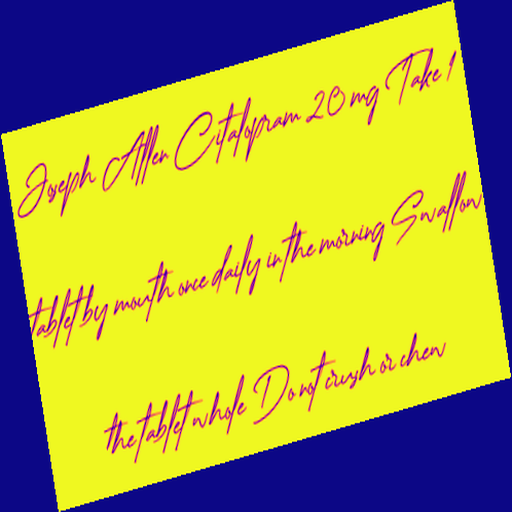 Joseph Allen Citalopram 20 mg Take 1
tablet by mouth once daily in the morning Swallow
the tablet whole Do not crush or chew